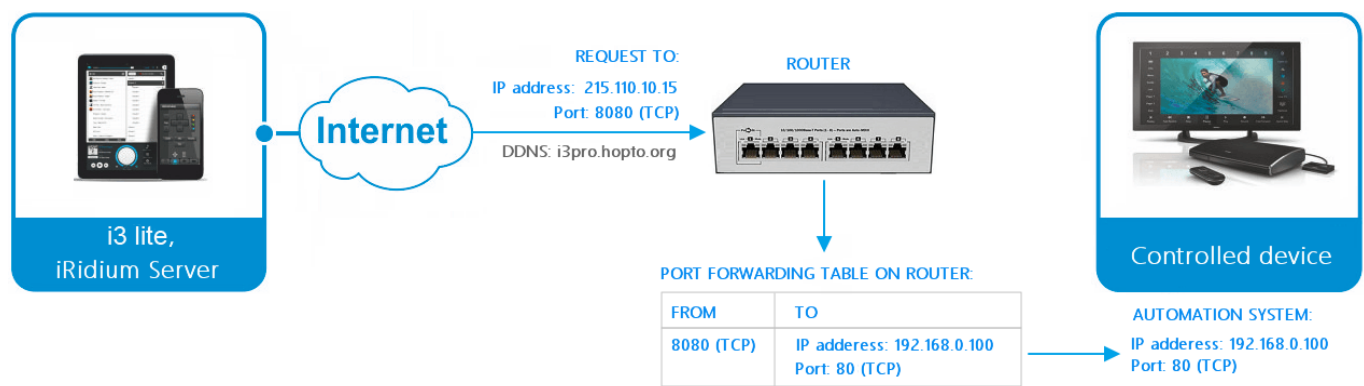 i3 lite,
iRidium Server
Internet
REQUEST TO:
IP address: 215.110.10.15
Port: 8080 (TCP)
DDNS: i3pro.hopto.org
ROUTER
PORT FORWARDING TABLE ON ROUTER:
FROM
TO
8080 (TCP)
IP adderess: 192.168.0.100
Port: 80 (TCP)
Controlled device
AUTOMATION SYSTEM:
IP adderess: 192.168.0.100
Port: 80 (TCP)